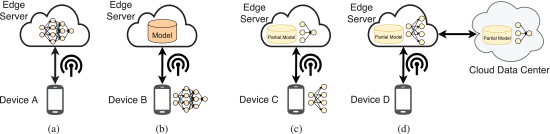 Edge
Server
Device A
(a)
Edge
Server
Model
Device B
(b)
Edge
Server
Partial Model
Device C
(c)
Edge
Server
Partial Model
Device D
(d)
Partial Model
Cloud Data Center